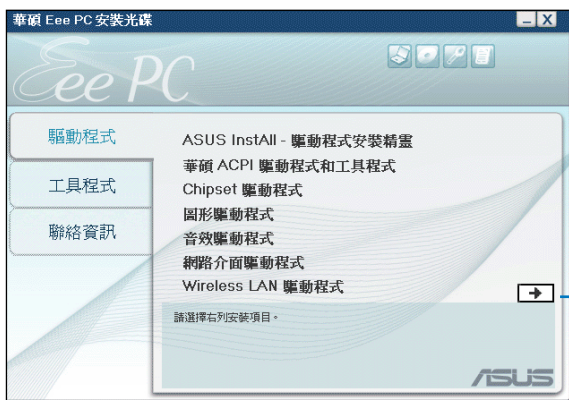 華碩 Eee PC 安裝光碟
Eee PC
驅動程式
工具程式
聯絡資訊
ASUS InstAll - 驅動程式安裝精靈
華碩 ACPI 驅動程式和工具程式
Chipset 驅動程式
圖形驅動程式
音效驅動程式
網路介面驅動程式
Wireless LAN 驅動程式
請選擇右列安裝項目。
ASUS